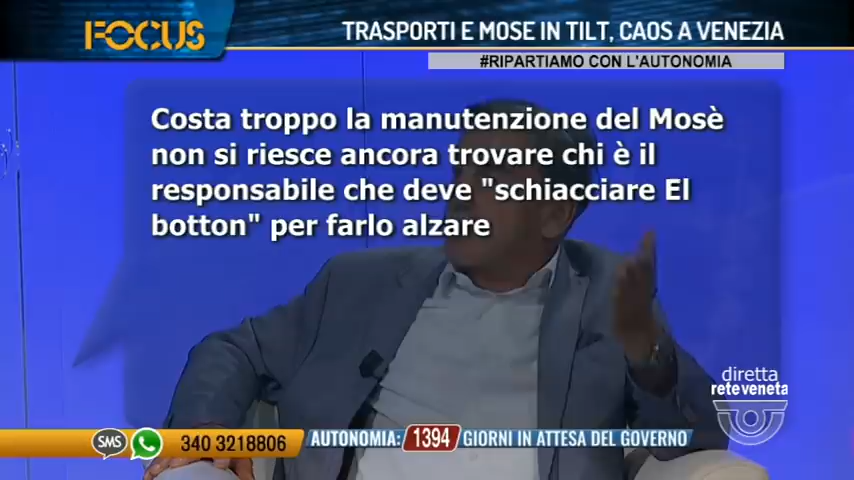 FOCUS
TRASPORTI E MOSE IN TILT, CAOS A VENEZIA
#RIPARTIAMO CON L'AUTONOMIA
Costa troppo la manutenzione del Mosè
non si riesce ancora trovare chi è il
responsabile che deve "schiacciare El
botton" per farlo alzare
diretta
reteveneta
SMS 340 3218806 AUTONOMIA: 1394 GIORNI IN ATTESA DEL GOVERNO